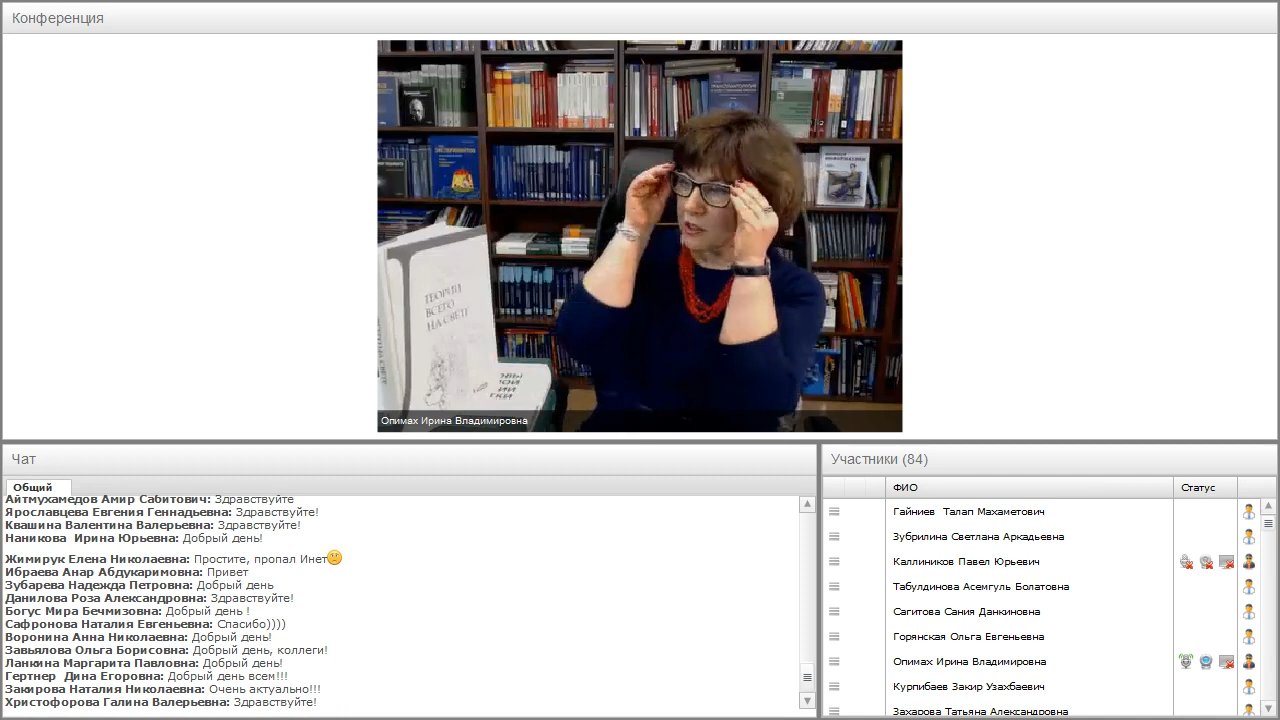 Конференция
ТЕОРИИ
ВСЕГО
НА СВЕТЕ
Опимах Ирина Владимировна
Чат
Общий
Айтмухамедов Амир Сабитович: Здравствуйте
Ярославцева Евгения Геннадьевна: Здравствуйте!
Квашина Валентина Валерьевна: Здравствуйте!
Наникова Ирина Юрьевна: Добрый день!
Жимирук Елена Николаевна: Простите, пропал Инет
Ибраева Анар Абдукаримовна: Привет
Зубарева Надежда Петровна: Добрый день
Данилова Роза Александровна: Здравствуйте!
Богус Мира Бечмизовна: Добрый день !
Сафронова Наталия Евгеньевна: Спасибо))))
Воронина Анна Николаевна: Добрый день!
Завьялова Ольга Борисовна: Добрый день, коллеги!
Ланкина Маргарита Павловна: Добрый день!
Гертнер Дина Егоровна: Добрый день всем!!!
Закирова Наталия Николаевна: Очень актуально!!!
Христофорова Галина Валерьевна: Здравувтвуйте!
Участники (84)
ФИО Статус
Гайниев Талап Махаметович
Зубрилина Светлана Аркадьевна
Каллиников Павел Юрьевич
Табулдинова Асемгуль Болатовна
Сагитова Сания Данкиновна
Горянская Ольга Евгеньевна
Опимах Ирина Владимировна
Курпибаев Закир Узакбаевич
Захарова Татьяна Александровна